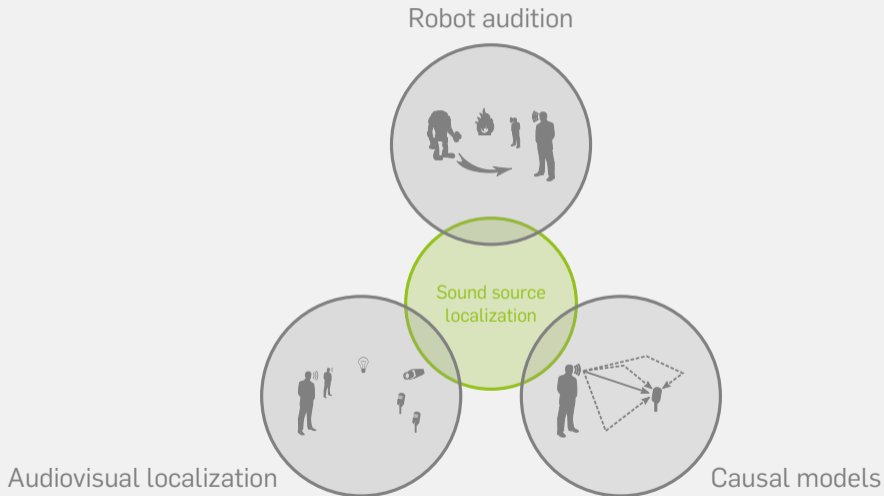 Robot audition
Sound source
localization
Audiovisual localization
Causal models